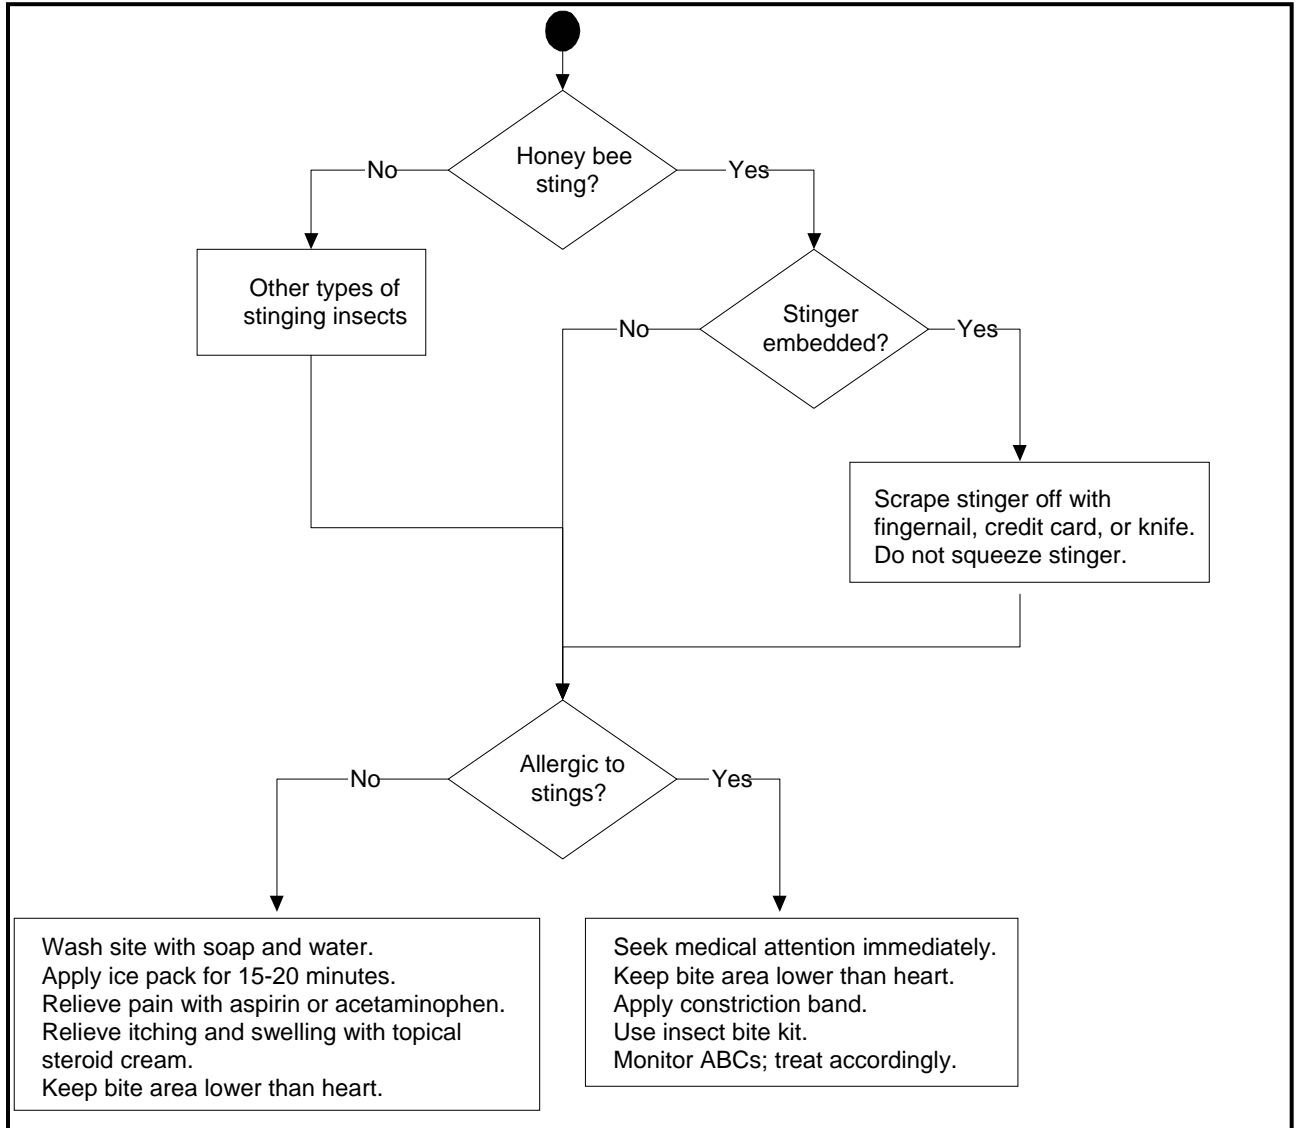 Honey bee
sting?
No
Yes
Other types of
stinging insects
Stinger
embedded?
No
Yes
Scrape stinger off with
fingernail, credit card, or knife.
Do not squeeze stinger.
Allergic to
stings?
No
Yes
Wash site with soap and water.
Apply ice pack for 15-20 minutes.
Relieve pain with aspirin or acetaminophen.
Relieve itching and swelling with topical
steroid cream.
Keep bite area lower than heart.
Seek medical attention immediately.
Keep bite area lower than heart.
Apply constriction band.
Use insect bite kit.
Monitor ABCs; treat accordingly.